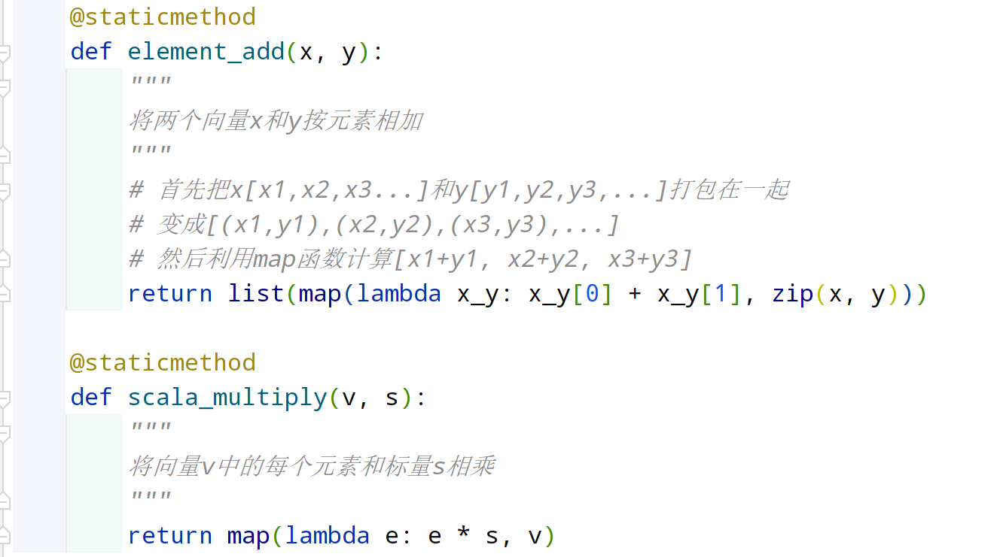 @staticmethod
def element_add(x, y):
"""
将两个向量x和y按元素相加
"""
# 首先把x[x1,x2,x3...]和y[y1,y2,y3,...]打包在一起
# 变成[(x1,y1),(x2,y2),(x3,y3),...]
# 然后利用map函数计算[x1+y1, x2+y2, x3+y3]
return list(map(lambda x_y: x_y[0] + x_y[1], zip(x, y)))
@staticmethod
def scala_multiply(v, s):
"""
将向量v中的每个元素和标量s相乘
"""
return map(lambda e: e * s, v)